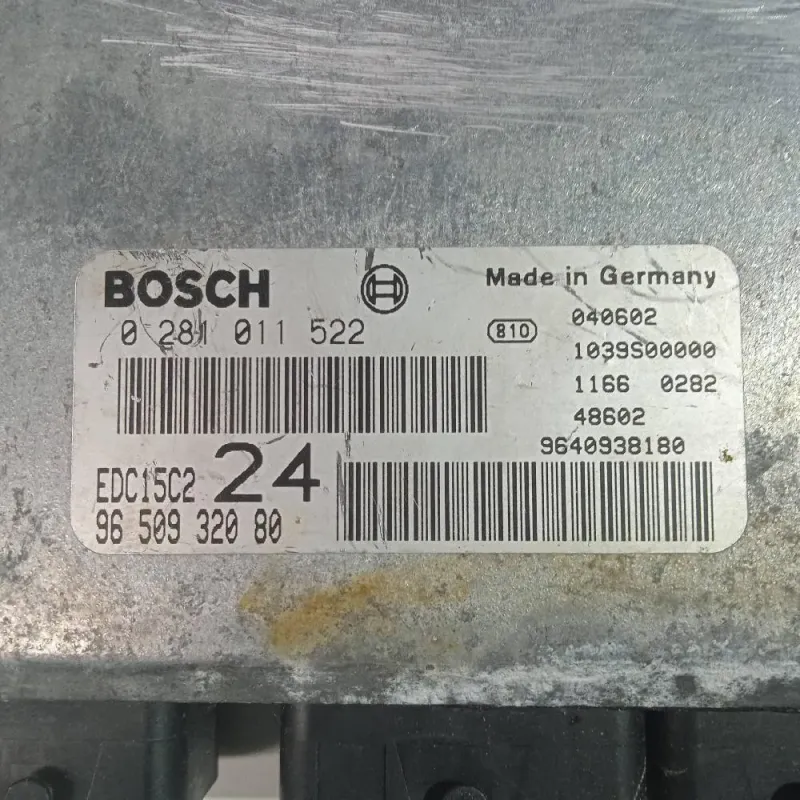 BOSCH
Made in Germany
0 281 011 522
810
040602
1039S00000
1166 0282
48602
9640938180
EDC15C2 24
96 509 320 80